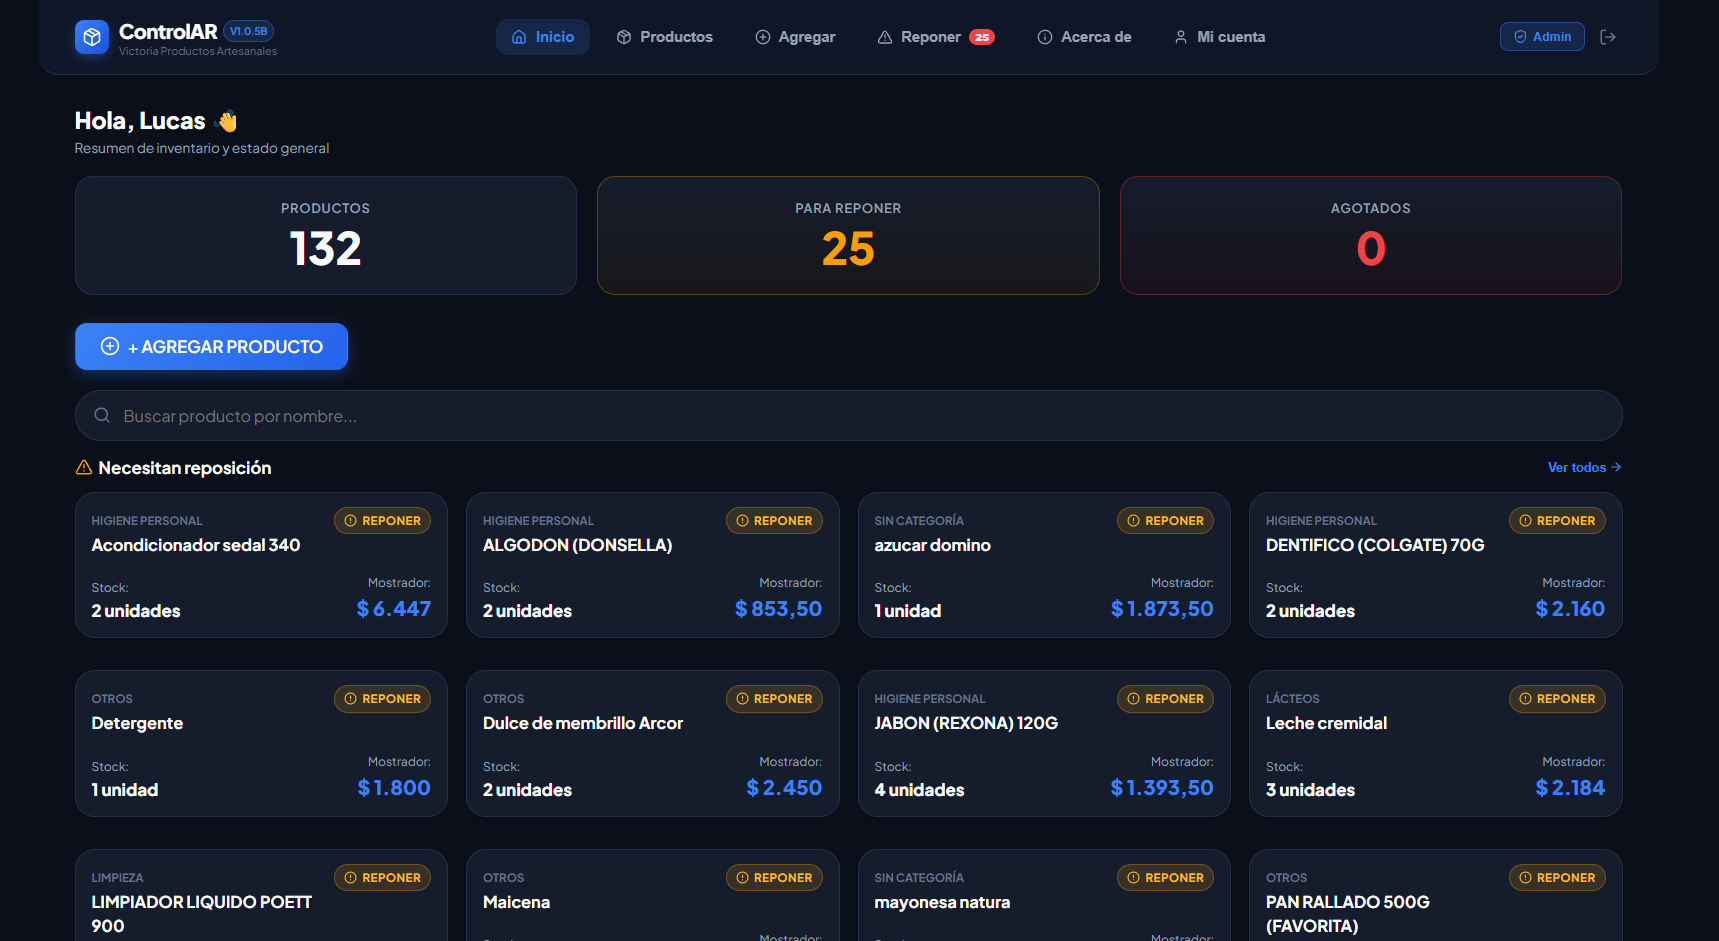 ControlAR V1.0.5B
Victoria Productos Artesanales
Inicio
Productos
Agregar
Reponer 25
Acerca de
Mi cuenta
Admin
Hola, Lucas 👋
Resumen de inventario y estado general
PRODUCTOS
132
PARA REPONER
25
AGOTADOS
0
+ AGREGAR PRODUCTO
Buscar producto por nombre...
Necesitan reposición
Ver todos →
HIGIENE PERSONAL
REPONER
Acondicionador sedal 340
Stock:
2 unidades
Mostrador:
$ 6.447
HIGIENE PERSONAL
REPONER
ALGODON (DONSELLA)
Stock:
2 unidades
Mostrador:
$ 853,50
SIN CATEGORÍA
REPONER
azucar domino
Stock:
1 unidad
Mostrador:
$ 1.873,50
HIGIENE PERSONAL
REPONER
DENTIFICO (COLGATE) 70G
Stock:
2 unidades
Mostrador:
$ 2.160
OTROS
REPONER
Detergente
Stock:
1 unidad
Mostrador:
$ 1.800
OTROS
REPONER
Dulce de membrillo Arcor
Stock:
2 unidades
Mostrador:
$ 2.450
HIGIENE PERSONAL
REPONER
JABON (REXONA) 120G
Stock:
4 unidades
Mostrador:
$ 1.393,50
LÁCTEOS
REPONER
Leche cremidal
Stock:
3 unidades
Mostrador:
$ 2.184
LIMPIEZA
REPONER
LIMPIADOR LIQUIDO POETT
900
OTROS
REPONER
Maicena
Mostrador:
SIN CATEGORÍA
REPONER
mayonesa natura
Mostrador:
OTROS
REPONER
PAN RALLADO 500G
(FAVORITA)